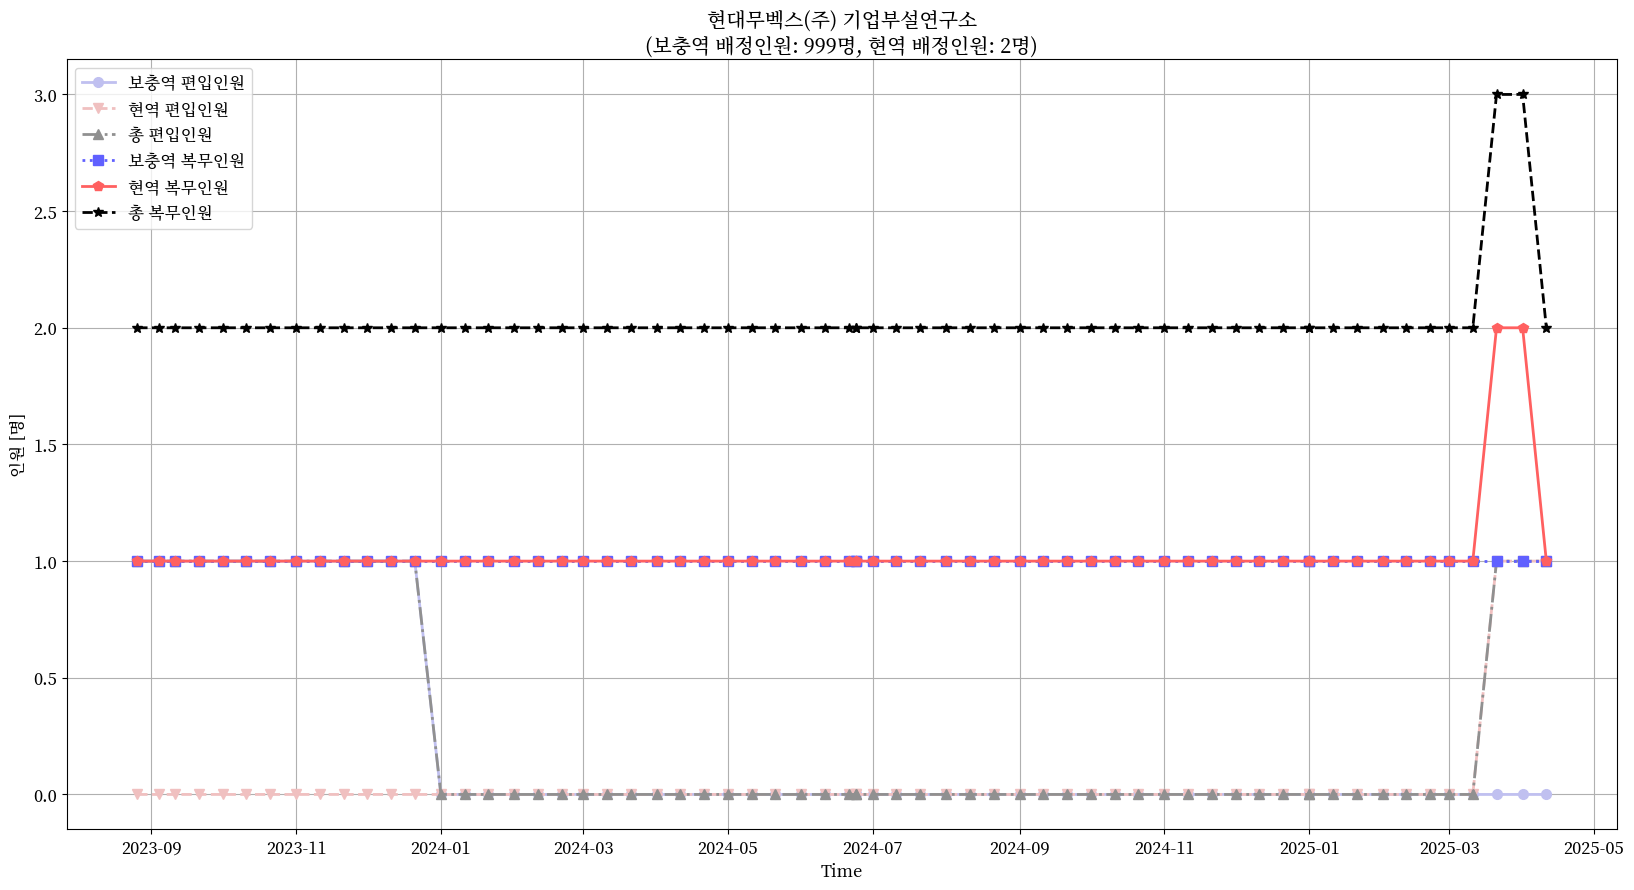 현대무벡스(주) 기업부설연구소
(보충역 배정인원: 999명, 현역 배정인원: 2명)
보충역 편입인원
현역 편입인원
총 편입인원
보충역 복무인원
현역 복무인원
총 복무인원
인원 [명]
3.0
2.5
2.0
1.5
1.0
0.5
0.0
2023-09
2023-11
2024-01
2024-03
2024-05
2024-07
2024-09
2024-11
2025-01
2025-03
2025-05
Time